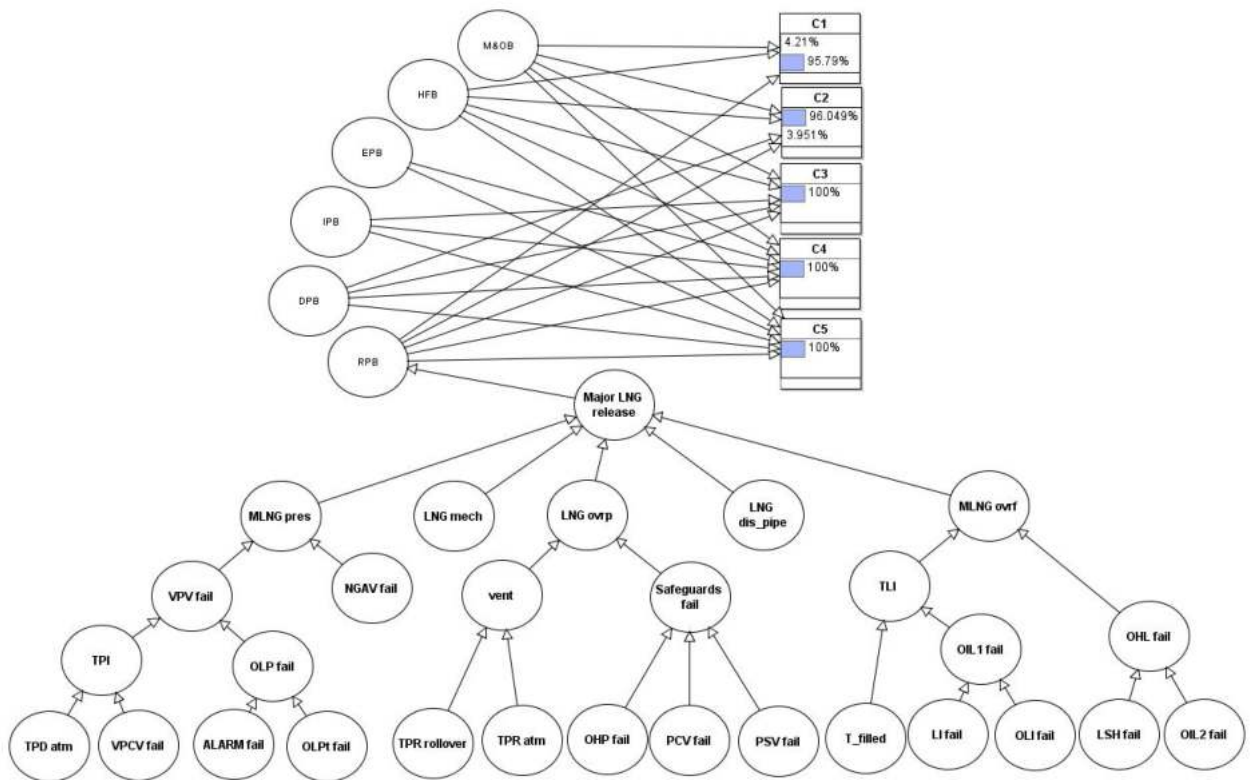 M&OB
HFB
EPB
IPB
DPB
RPB
C1
4.21%
95.79%
C2
96.049%
3.951%
C3
100%
C4
100%
C5
100%
Major LNG
release
MLNG pres
LNG mech
LNG ovrp
LNG
dis_pipe
MLNG ovrf
VPV fail
NGAV fail
vent
Safeguards
fail
TLI
TPI
OLP fail
OIL1 fail
OHL fail
TPD atm
VPCV fail
ALARM fail
OLPt fail
TPR rollover
TPR atm
OHP fail
PCV fail
PSV fail
T_filled
LI fail
OLI fail
LSH fail
OIL2 fail